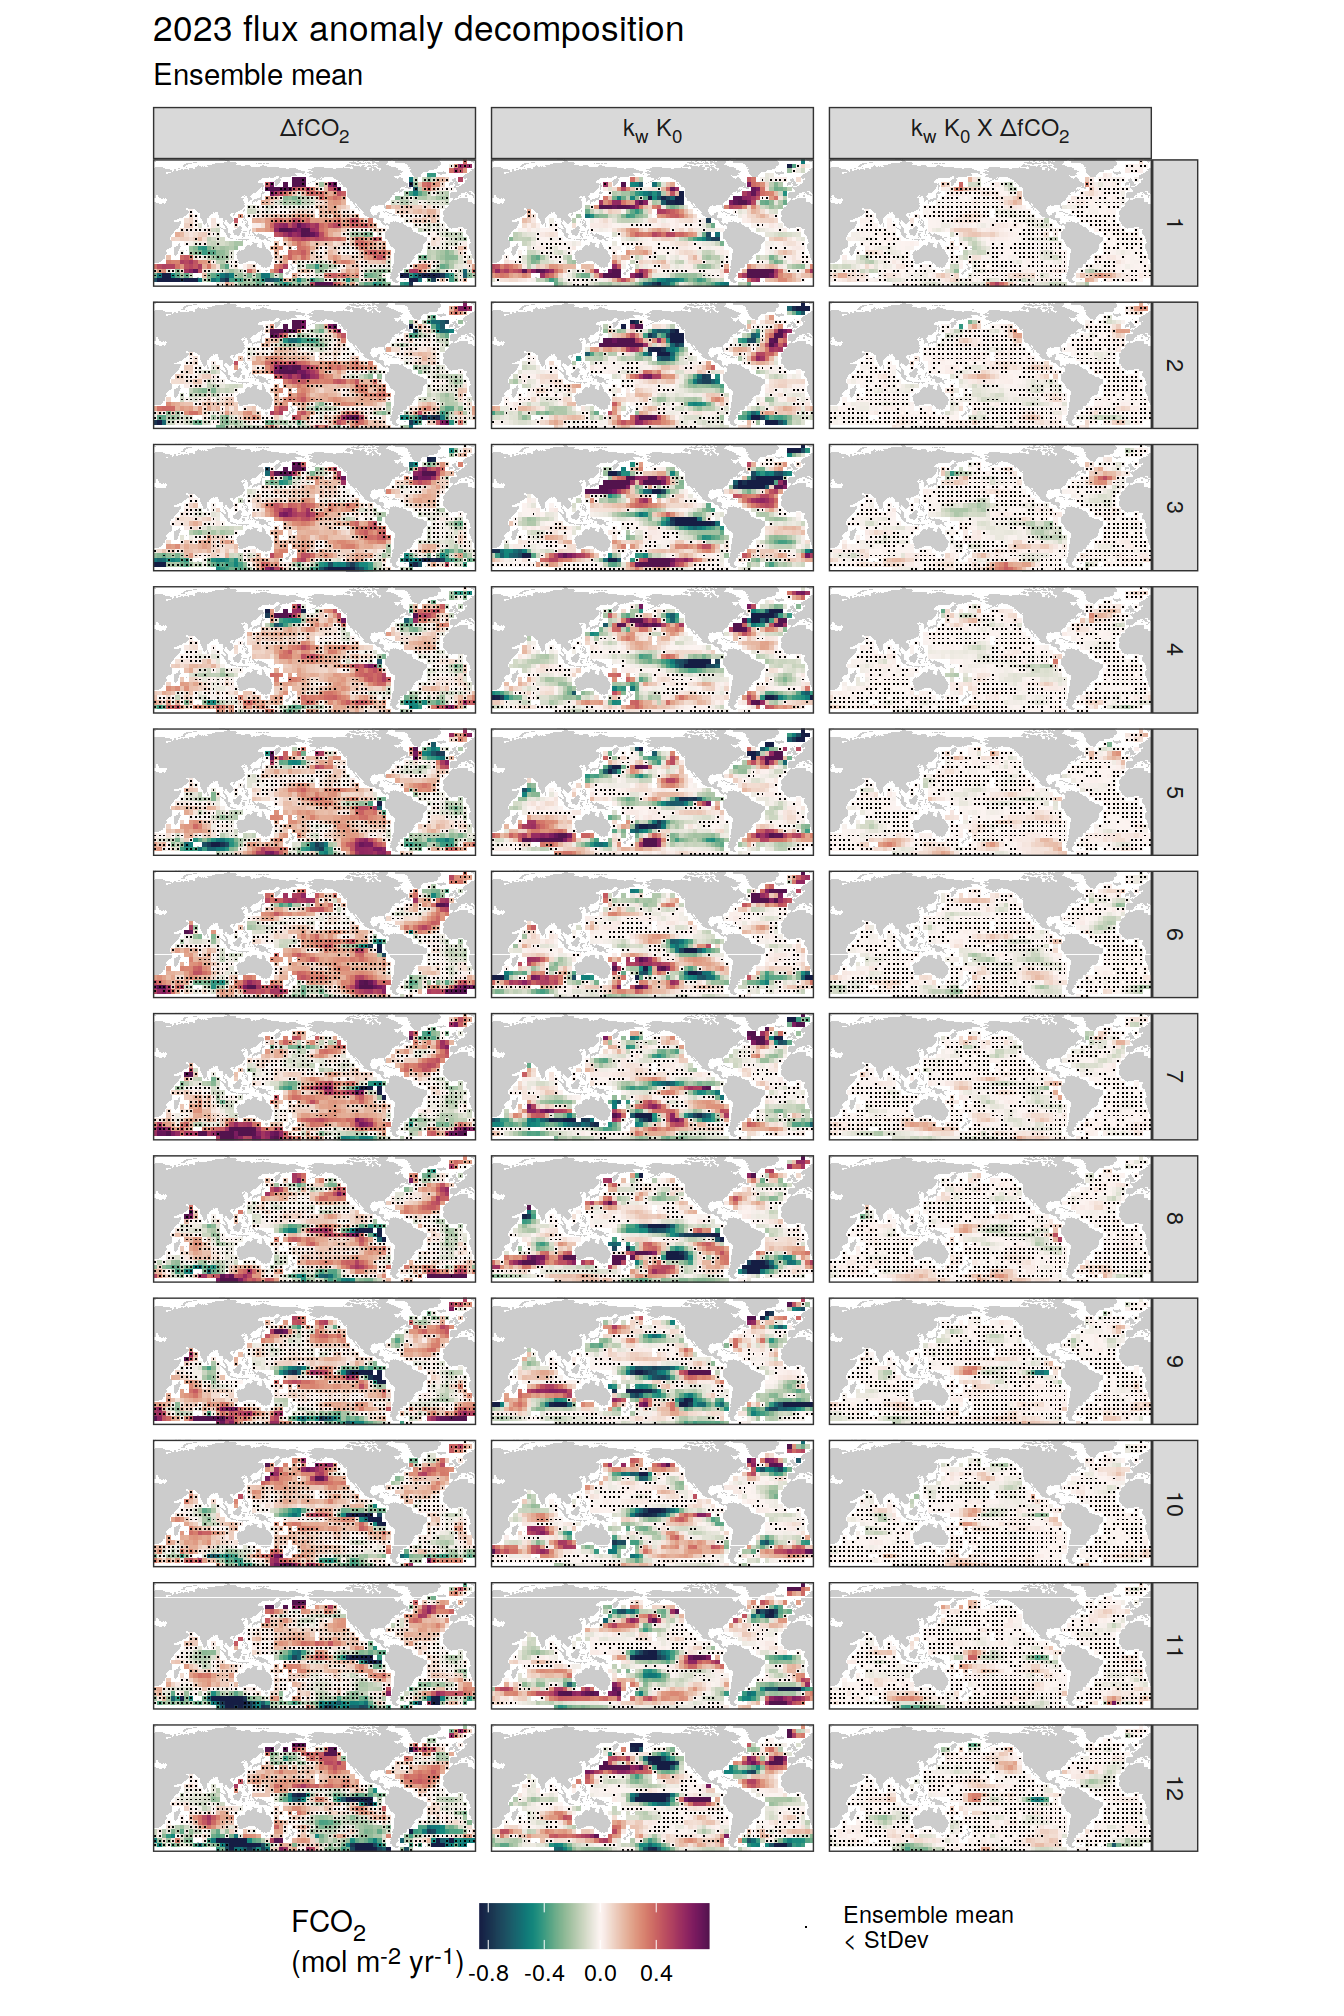 2023 flux anomaly decomposition
Ensemble mean
ΔfCO₂ k_w K₀ k_w K₀ X ΔfCO₂
1
2
3
4
5
6
7
8
9
10
11
12
FCO₂
(mol m⁻² yr⁻¹)
-0.8 -0.4 0.0 0.4
Ensemble mean
< StDev